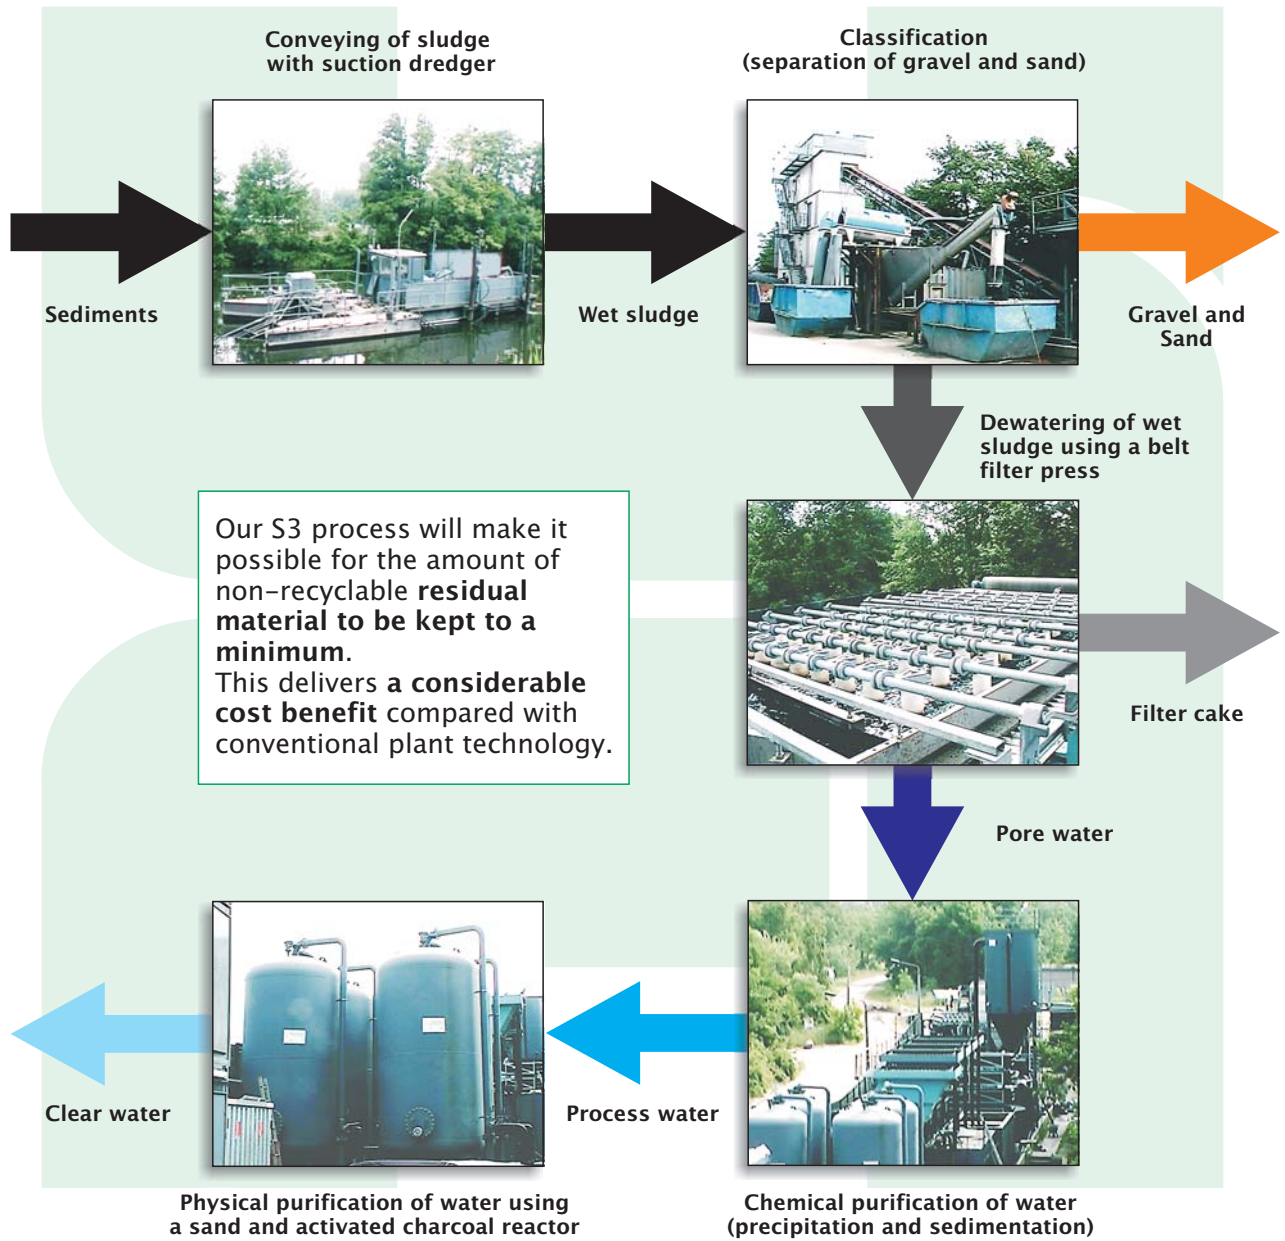 Conveying of sludge
with suction dredger
Classification
(separation of gravel and sand)
Sediments
Wet sludge
Gravel and
Sand
Dewatering of wet
sludge using a belt
filter press
Our S3 process will make it
possible for the amount of
non-recyclable residual
material to be kept to a
minimum.
This delivers a considerable
cost benefit compared with
conventional plant technology.
Filter cake
Pore water
Clear water
Process water
Physical purification of water using
a sand and activated charcoal reactor
Chemical purification of water
(precipitation and sedimentation)